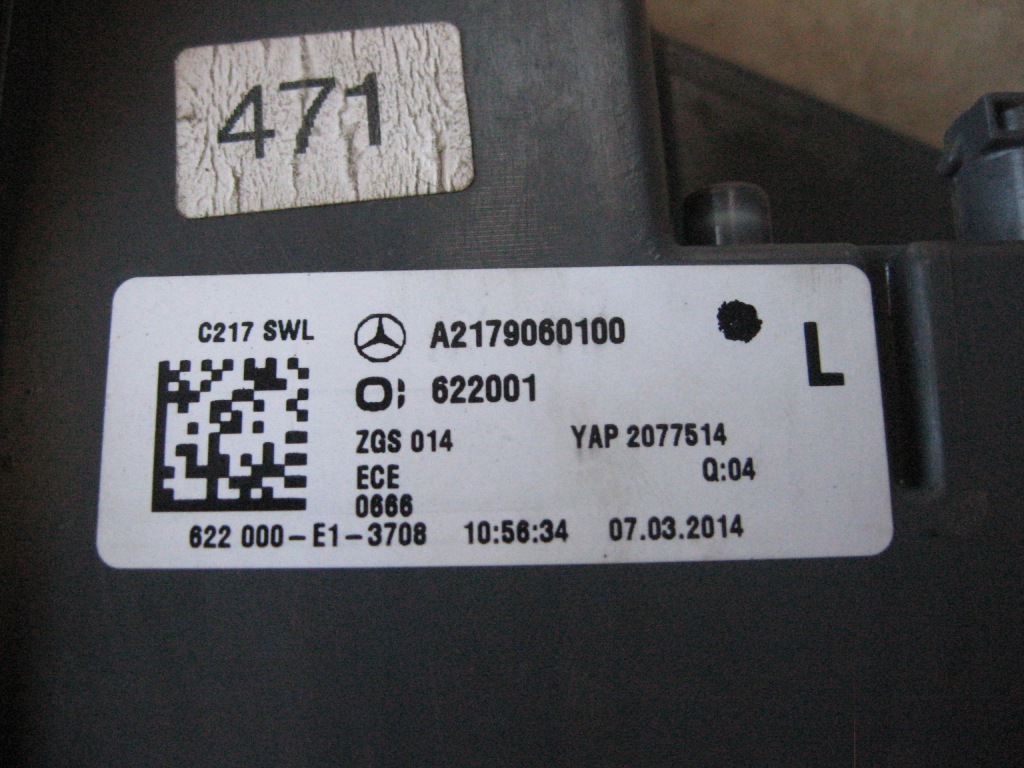 471
C217 SWL
A2179060100
L
622001
ZGS 014 YAP 2077514
ECE Q:04
0666
622 000-E1-3708 10:56:34 07.03.2014